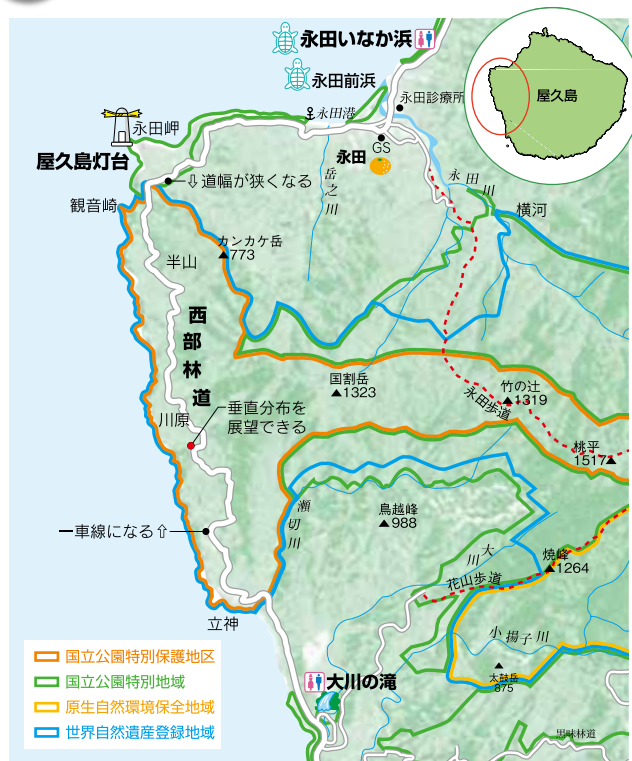 永田いなか浜
永田前浜
永田診療所
屋久島
永田港
永田岬
屋久島灯台
GS
永田
岳之川
永田川
横河
⇩道幅が狭くなる
観音崎
カンカケ岳
▲773
半山
西部林道
国割岳
▲1323
竹の辻
▲1319
永田歩道
川原
垂直分布を
展望できる
桃平
1517▲
瀬切川
鳥越峰
▲988
一車線になる⇧
大川
焼峰
▲1264
花山歩道
立神
小揚子川
▲
太鼓岳
875
国立公園特別保護地区
国立公園特別地域
原生自然環境保全地域
世界自然遺産登録地域
大川の滝
黒味林道